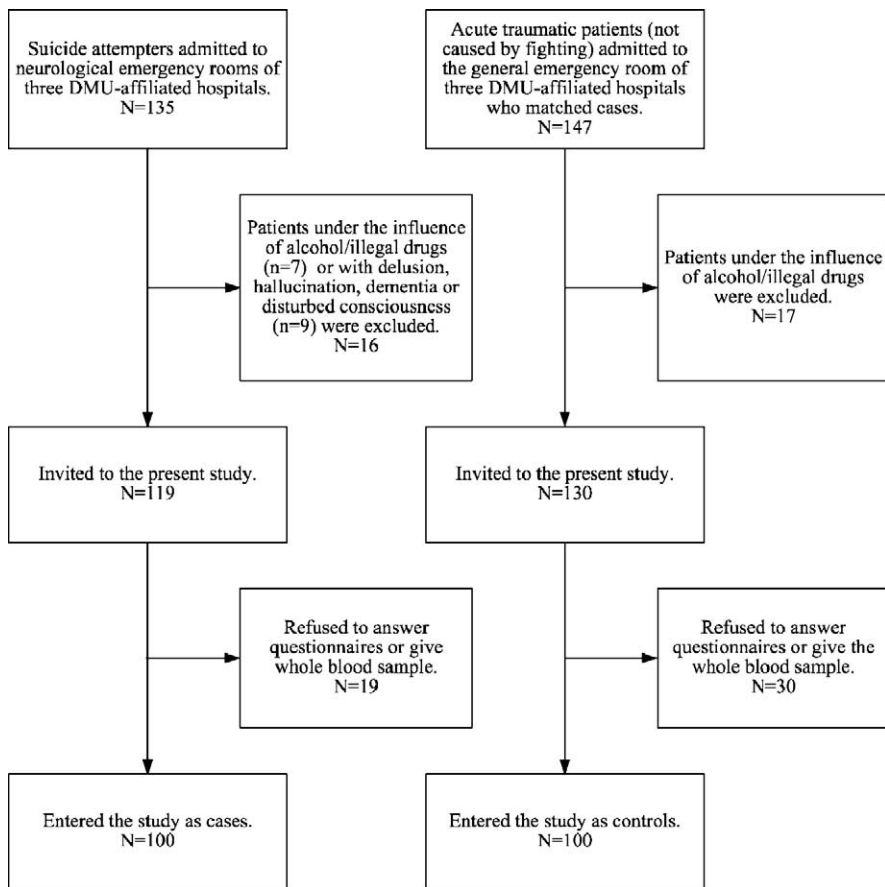 Suicide attempters admitted to
neurological emergency rooms of
three DMU-affiliated hospitals.
N=135
Acute traumatic patients (not
caused by fighting) admitted to
the general emergency room of
three DMU-affiliated hospitals
who matched cases.
N=147
Patients under the influence
of alcohol/illegal drugs
(n=7) or with delusion,
hallucination, dementia or
disturbed consciousness
(n=9) were excluded.
N=16
Patients under the influence
of alcohol/illegal drugs
were excluded.
N=17
Invited to the present study.
N=119
Invited to the present study.
N=130
Refused to answer
questionnaires or give
whole blood sample.
N=19
Refused to answer
questionnaires or give the
whole blood sample.
N=30
Entered the study as cases.
N=100
Entered the study as controls.
N=100